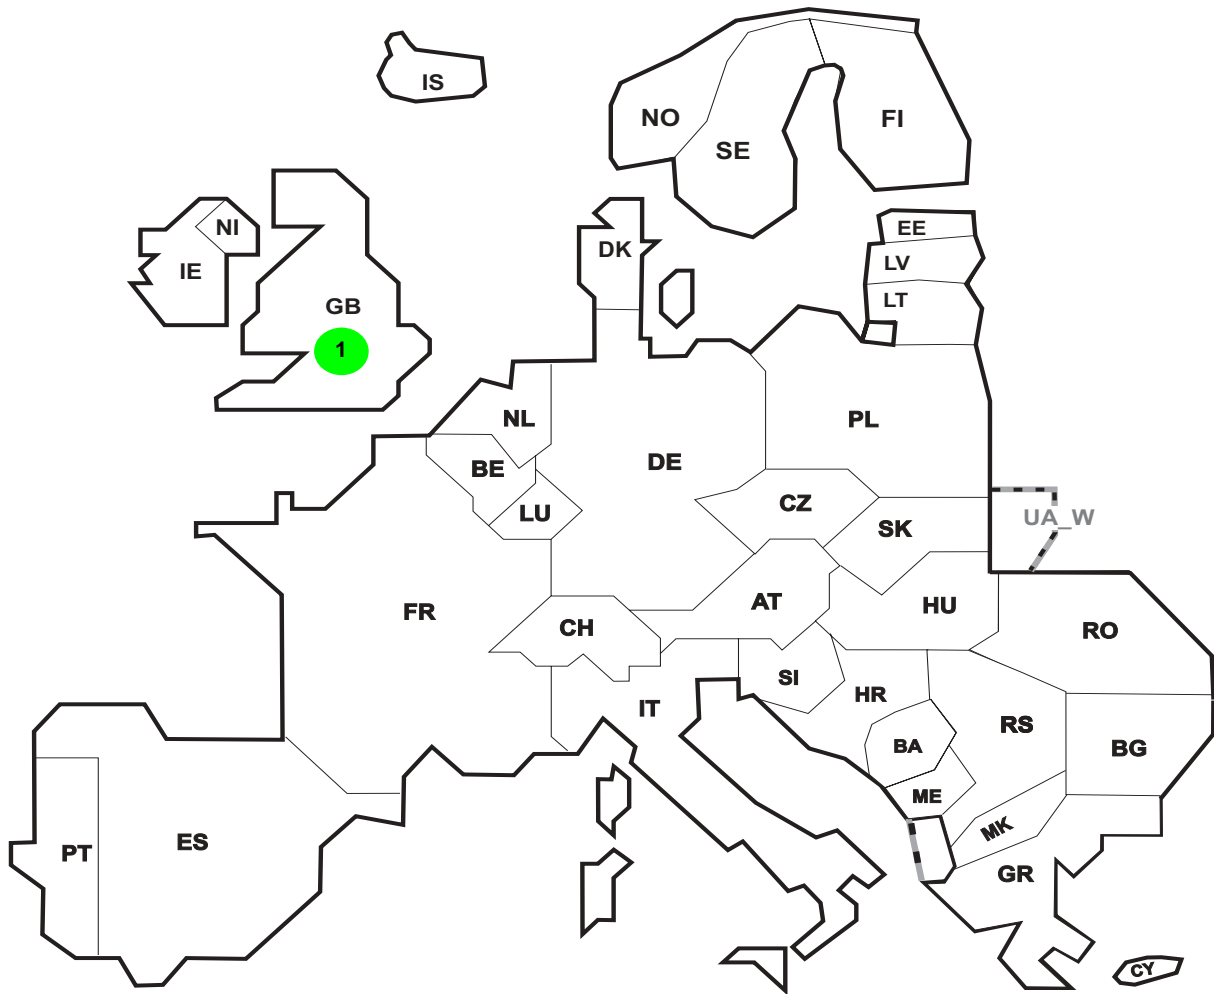 IS
NO
SE
FI
NI
IE
GB
1
DK
EE
LV
LT
NL
BE
LU
DE
PL
CZ
SK
UA_W
FR
CH
AT
HU
RO
SI
HR
IT
RS
BA
BG
ME
MK
PT
ES
GR
CY